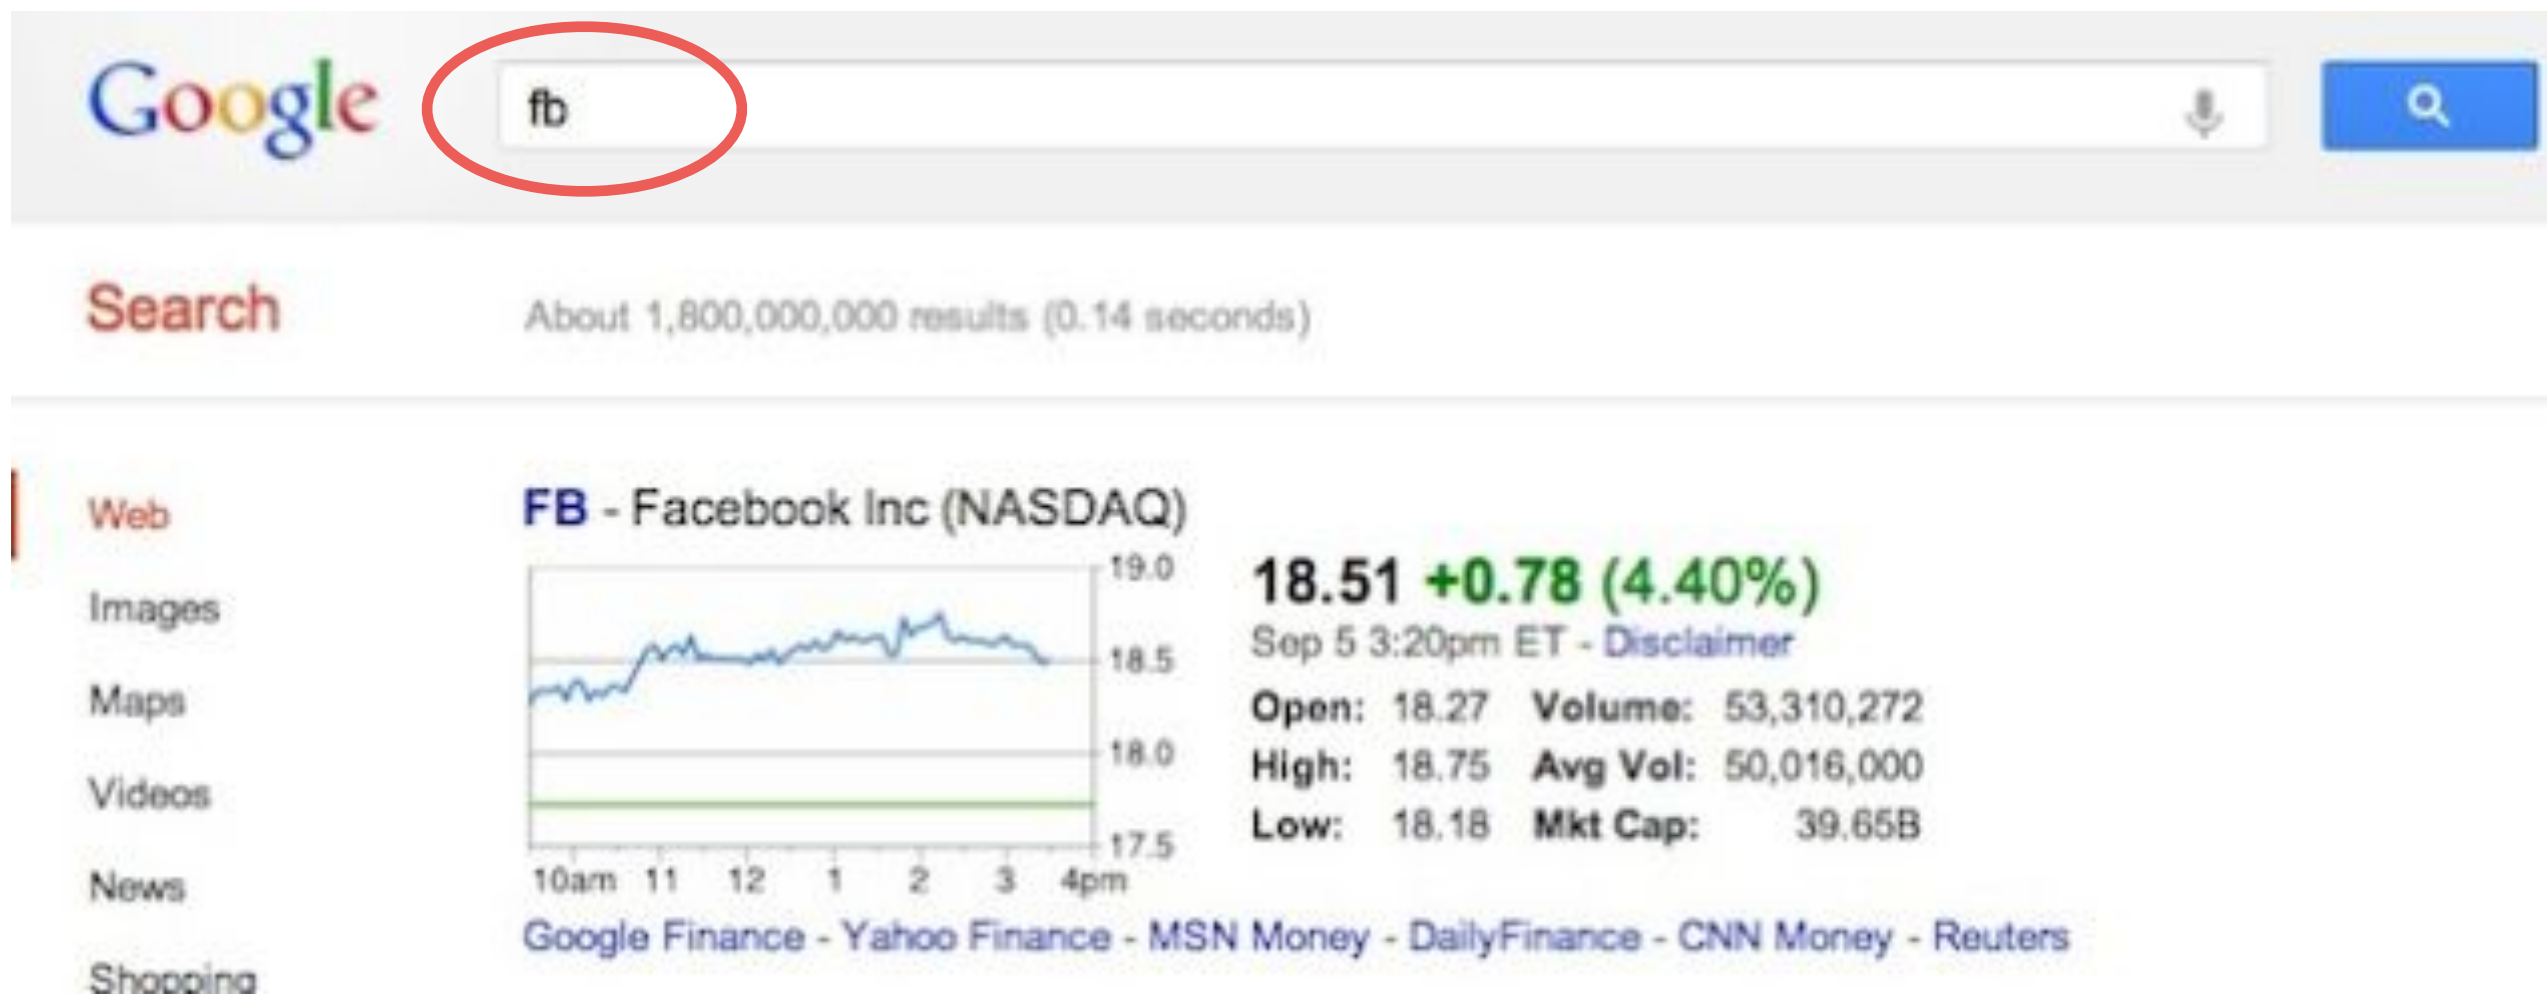 Google fb
Search About 1,800,000,000 results (0.14 seconds)
Web
Images
Maps
Videos
News
Shopping
FB - Facebook Inc (NASDAQ)
19.0
18.5
18.0
17.5
10am 11 12 1 2 3 4pm
18.51 +0.78 (4.40%)
Sep 5 3:20pm ET - Disclaimer
Open: 18.27 Volume: 53,310,272
High: 18.75 Avg Vol: 50,016,000
Low: 18.18 Mkt Cap: 39.65B
Google Finance - Yahoo Finance - MSN Money - DailyFinance - CNN Money - Reuters